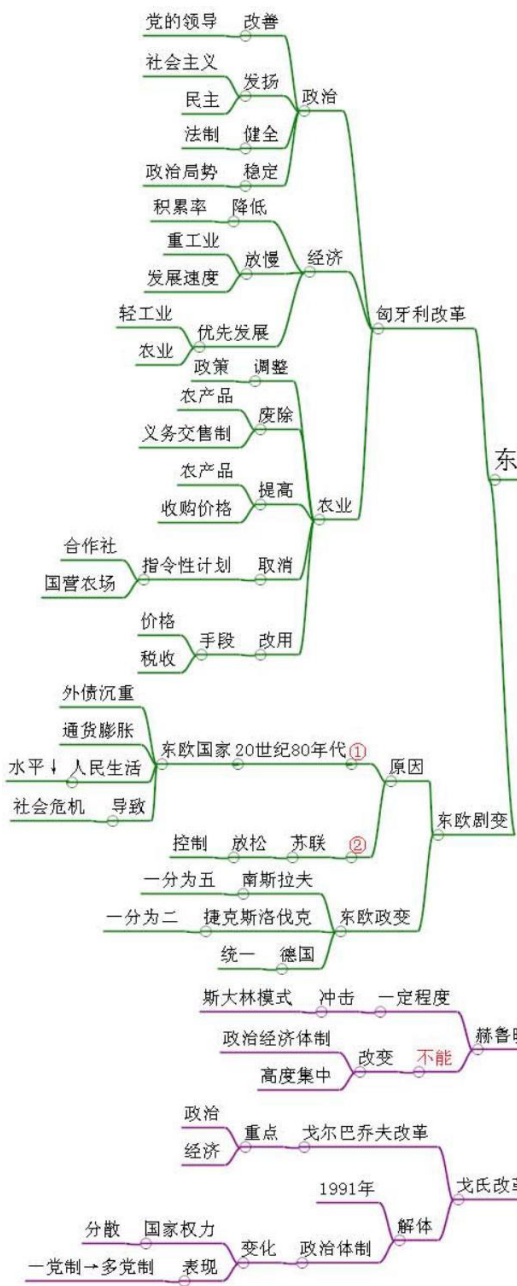 党的领导 改善
社会主义
发扬
民主
政治
法制 健全
政治局势 稳定
积累率 降低
重工业
放慢
发展速度
经济
轻工业
优先发展
农业
匈牙利改革
政策 调整
农产品
废除
义务交售制
农产品
提高
收购价格
农业
合作社
指令性计划 取消
国营农场
价格
手段 改用
税收
东
外债沉重
通货膨胀
东欧国家 20世纪80年代 ①
水平↓ 人民生活
社会危机 导致
原因
控制 放松 苏联 ②
东欧剧变
一分为五 南斯拉夫
一分为二 捷克斯洛伐克 东欧政变
统一 德国
斯大林模式 冲击 一定程度
政治经济体制
改变 不能
高度集中
赫鲁
政治
重点 戈尔巴乔夫改革
经济
戈氏改革
1991年
解体
分散 国家权力
变化 政治体制
一党制→多党制 表现